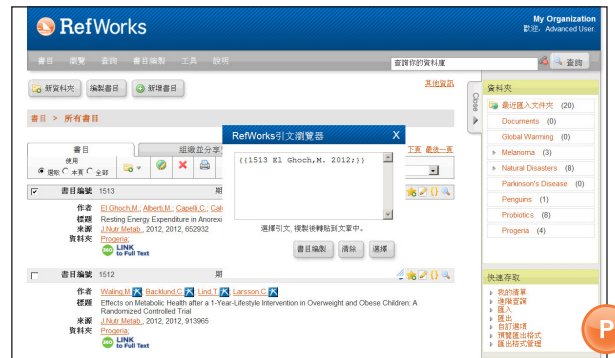 RefWorks
My Organization
歡迎, Advanced User.
書目 瀏覽 查詢 書目編製 工具 說明
查詢你的資料庫 查詢
新資料夾 編製書目 新增書目
其他資訊
Close
資料夾
最近匯入文件夾 (20)
Documents (0)
Global Warming (0)
Melanoma (3)
Natural Disasters (8)
Parkinson's Disease (0)
Penguins (1)
Probiotics (8)
Progeria (4)
書目 > 所有書目
書目 組織並分享
下頁 最後一頁
使用
選取 本頁 全部
RefWorks引文瀏覽器 X
{{1513 El Ghoch,M. 2012;}}
選擇引文, 複製後轉貼到文章中。
書目編製 清除 選擇
書目編號 1513 期
作者 El Ghoch,M.; Alberti,M.; Capelli,C.;
標題 Resting Energy Expenditure in Anorexi
來源 J.Nutr.Metab., 2012, 2012, 652932
資料夾 Progeria;
360 LINK
to Full Text
書目編號 1512 期
作者 Waling,M. Backlund,C. Lind,T. Larsson,C.
標題 Effects on Metabolic Health after a 1-Year-Lifestyle Intervention in Overweight and Obese Children: A
Randomized Controlled Trial
來源 J.Nutr.Metab., 2012, 2012, 913965
資料夾 Progeria;
360 LINK
to Full Text
快速存取
我的清單
進階查詢
匯入
匯出
自訂選項
預覽匯出格式
匯出格式管理
P